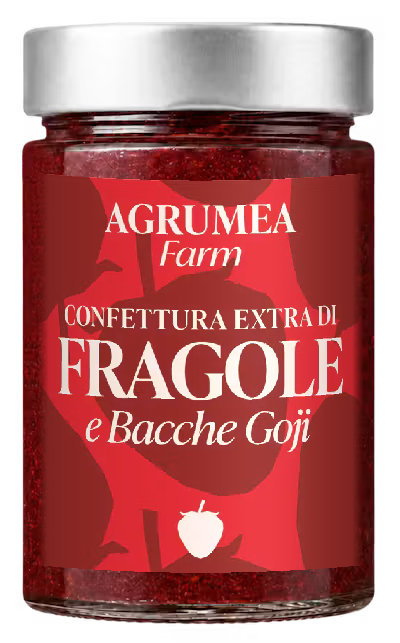 AGRUMEA
Farm
CONFETTURA EXTRA DI
FRAGOLE
e Bacche Goji